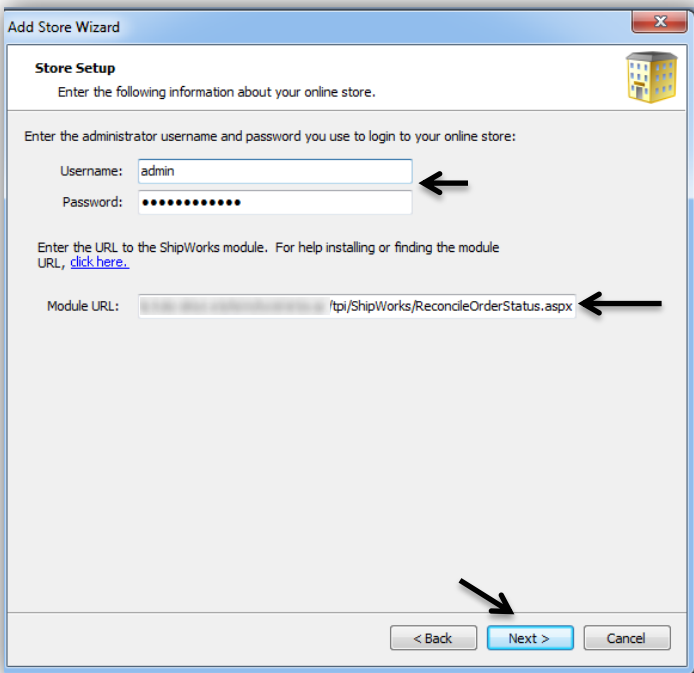 Add Store Wizard
Store Setup
Enter the following information about your online store.
Enter the administrator username and password you use to login to your online store:
Username: admin
Password: ●●●●●●●●●●●●
Enter the URL to the ShipWorks module. For help installing or finding the module
URL, click here.
Module URL: /tpi/ShipWorks/ReconcileOrderStatus.aspx
< Back Next > Cancel